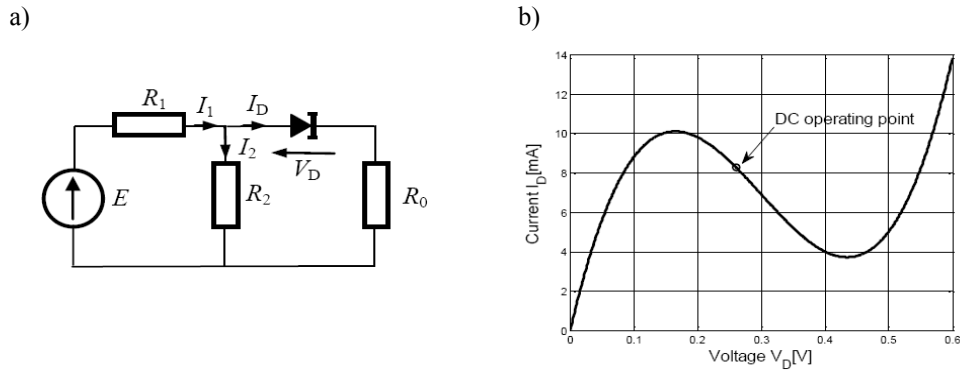 a)
R1 I1 ID
I2
VD
E R2 R0
b)
14
12
10
8
6
4
2
0
Current ID[mA]
DC operating point
0 0.1 0.2 0.3 0.4 0.5 0.6
Voltage VD[V]